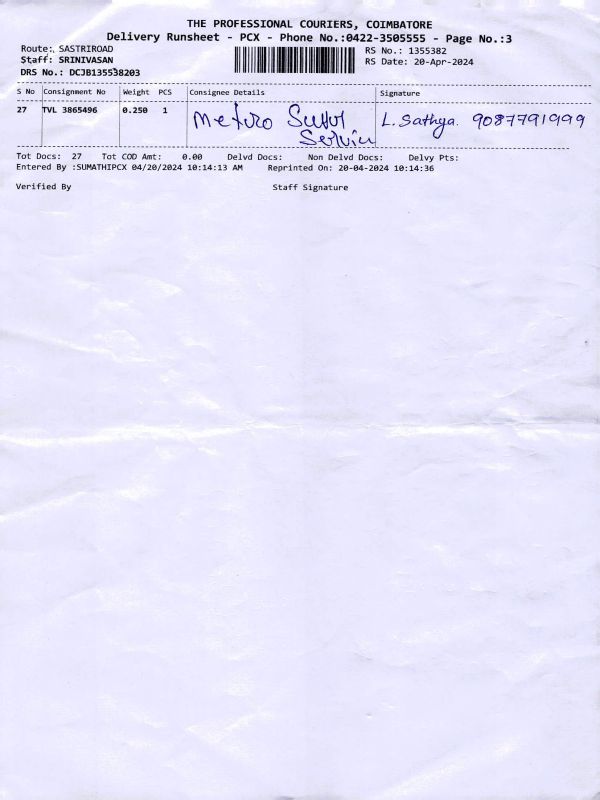 THE PROFESSIONAL COURIERS, COIMBATORE
Delivery Runsheet - PCX - Phone No.:0422-3505555 - Page No.:3
Route: SASTRIROAD
RS No.: 1355382
Staff: SRINIVASAN
RS Date: 20-Apr-2024
DRS No.: DCJB135538203
S No Consignment No Weight PCS Consignee Details Signature
27 TVL 3865496 0.250 1 Metro L. Sathya. 9087791999
Tot Docs: 27 Tot COD Amt: 0.00 Delvd Docs: Non Delvd Docs: Delvy Pts:
Entered By :SUMATHIPCX 04/20/2024 10:14:13 AM Reprinted On: 20-04-2024 10:14:36
Verified By Staff Signature